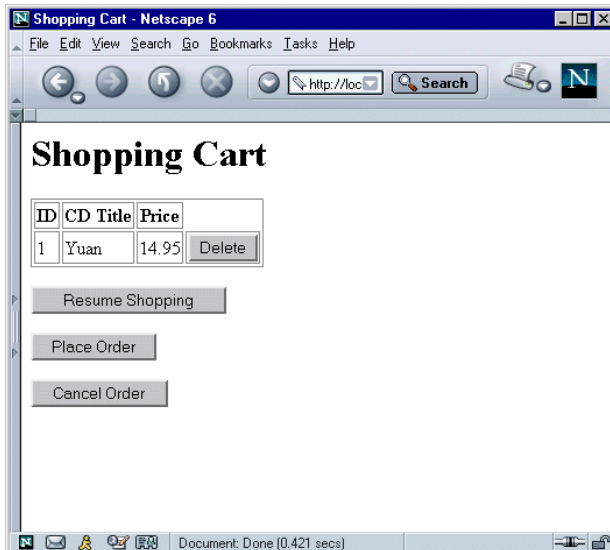 Shopping Cart - Netscape 6
File Edit View Search Go Bookmarks Tasks Help
http://loc Search N
Shopping Cart
ID CD Title Price
1 Yuan 14.95 Delete
Resume Shopping
Place Order
Cancel Order
Document: Done (0.421 secs)